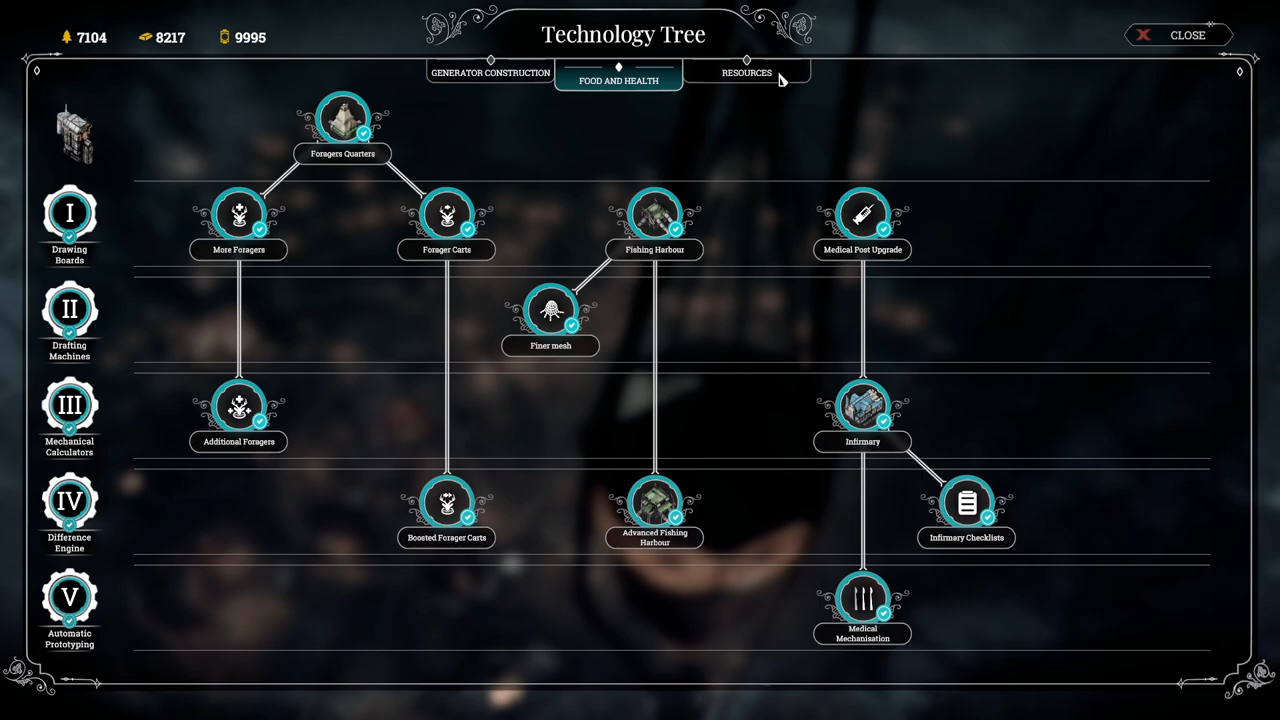 7104 8217 9995
Technology Tree
CLOSE
GENERATOR CONSTRUCTION
FOOD AND HEALTH
RESOURCES
Foragers Quarters
I
Drawing
Boards
More Foragers
Forager Carts
Fishing Harbour
Medical Post Upgrade
II
Drafting
Machines
Finer mesh
III
Mechanical
Calculators
Additional Foragers
Infirmary
IV
Difference
Engine
Boosted Forager Carts
Advanced Fishing
Harbour
Infirmary Checklists
V
Automatic
Prototyping
Medical
Mechanisation